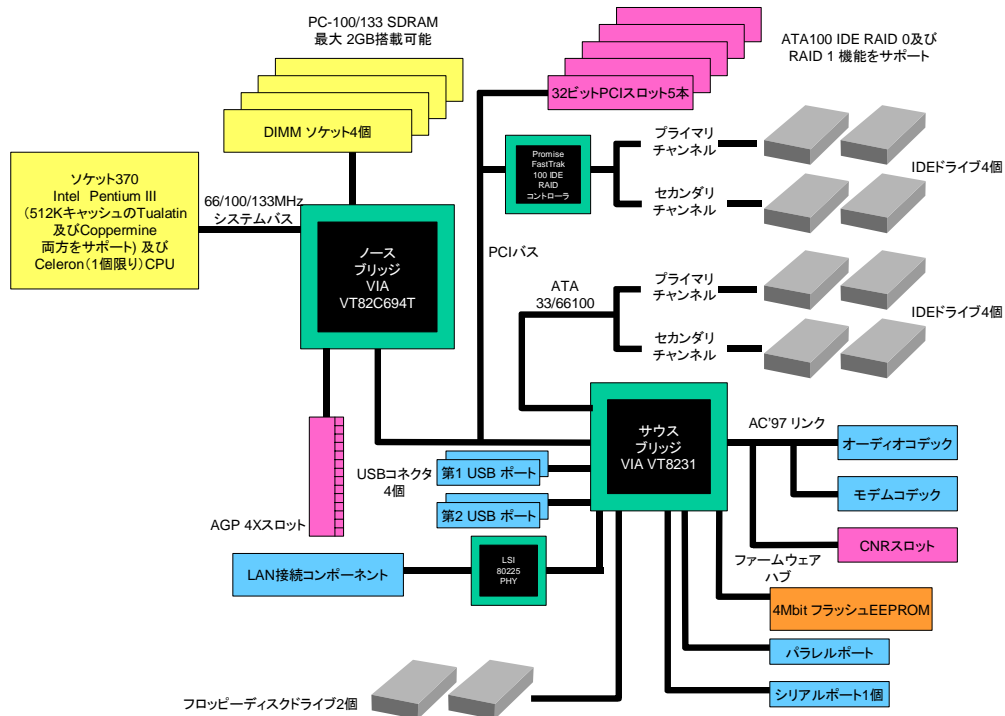 PC-100/133 SDRAM
最大 2GB搭載可能
ATA100 IDE RAID 0及び
RAID 1 機能をサポート
32ビットPCIスロット5本
DIMM ソケット4個
ソケット370
Intel Pentium III
(512KキャッシュのTualatin
及びCoppermine
両方をサポート) 及び
Celeron(1個限り)CPU
66/100/133MHz
システムバス
ノース
ブリッジ
VIA
VT82C694T
Promise
FastTrak
100 IDE
RAID
コントローラ
プライマリ
チャンネル
セカンダリ
チャンネル
IDEドライブ4個
PCIバス
ATA
33/66100
プライマリ
チャンネル
セカンダリ
チャンネル
IDEドライブ4個
サウス
ブリッジ
VIA VT8231
AC'97 リンク
オーディオコデック
モデムコデック
CNRスロット
USBコネクタ
4個
第1 USB ポート
第2 USB ポート
AGP 4Xスロット
LAN接続コンポーネント
LSI
80225
PHY
ファームウェア
ハブ
4Mbit フラッシュEEPROM
パラレルポート
シリアルポート1個
フロッピーディスクドライブ2個